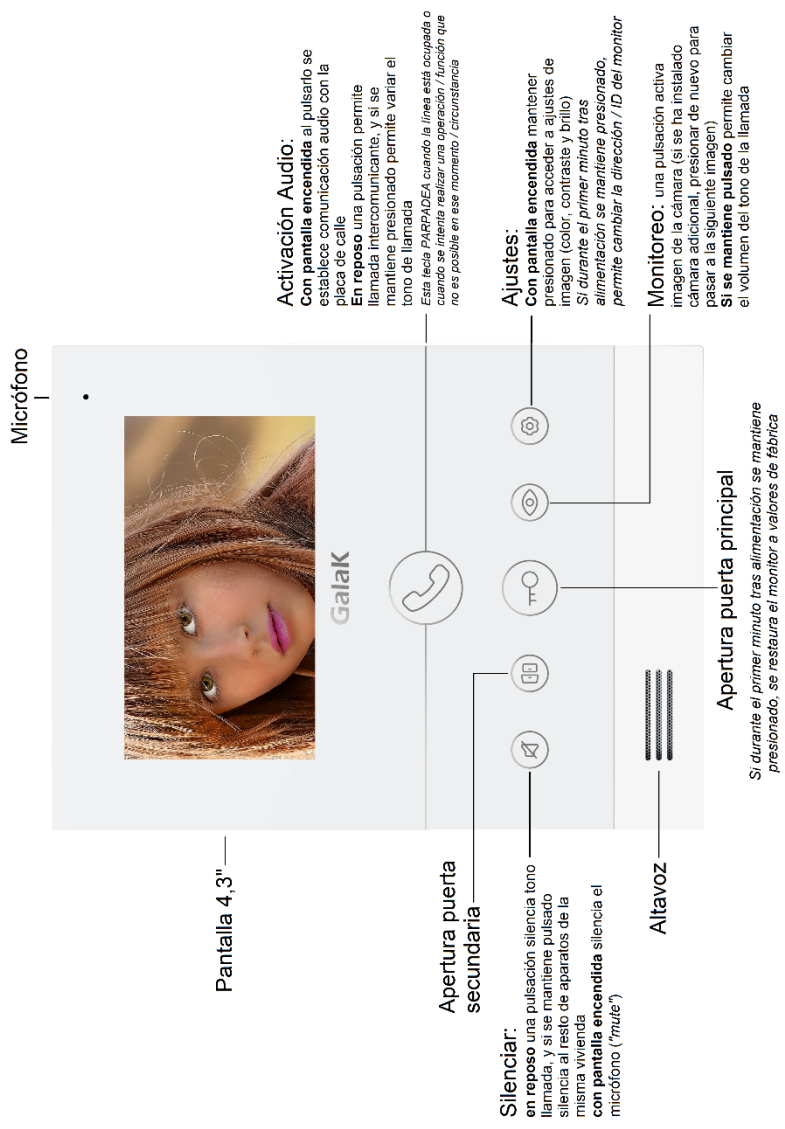 Micrófono
Pantalla 4,3"
GalaK
Activación Audio:
Con pantalla encendida al pulsarlo se
establece comunicación audio con la
placa de calle
En reposo una pulsación permite
llamada intercomunicante, y si se
mantiene presionado permite variar el
tono de llamada
Esta tecla PARPADEA cuando la línea está ocupada o
cuando se intenta realizar una operación / función que
no es posible en ese momento / circunstancia
Apertura puerta
secundaria
Silenciar:
en reposo una pulsación silencia tono
llamada, y si se mantiene pulsado
silencia al resto de aparatos de la
misma vivienda
con pantalla encendida silencia el
micrófono ("mute")
Ajustes:
Con pantalla encendida mantener
presionado para acceder a ajustes de
imagen (color, contraste y brillo)
Si durante el primer minuto tras
alimentación se mantiene presionado,
permite cambiar la dirección / ID del monitor
Monitoreo: una pulsación activa
imagen de la cámara (si se ha instalado
cámara adicional, presionar de nuevo para
pasar a la siguiente imagen)
Si se mantiene pulsado permite cambiar
el volumen del tono de la llamada
Altavoz
Apertura puerta principal
Si durante el primer minuto tras alimentación se mantiene
presionado, se restaura el monitor a valores de fábrica